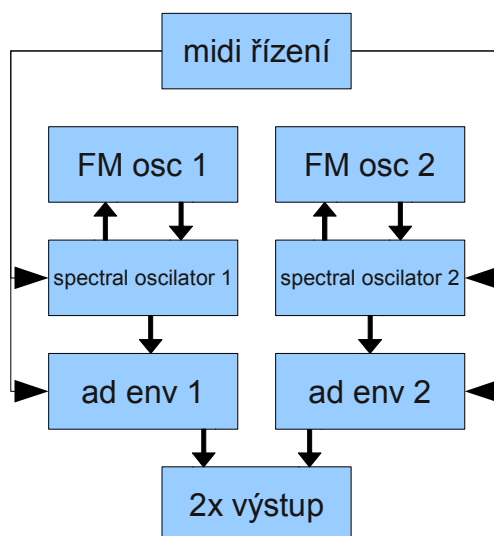 midi řízení
FM osc 1
FM osc 2
spectral oscilator 1
spectral oscilator 2
ad env 1
ad env 2
2x výstup